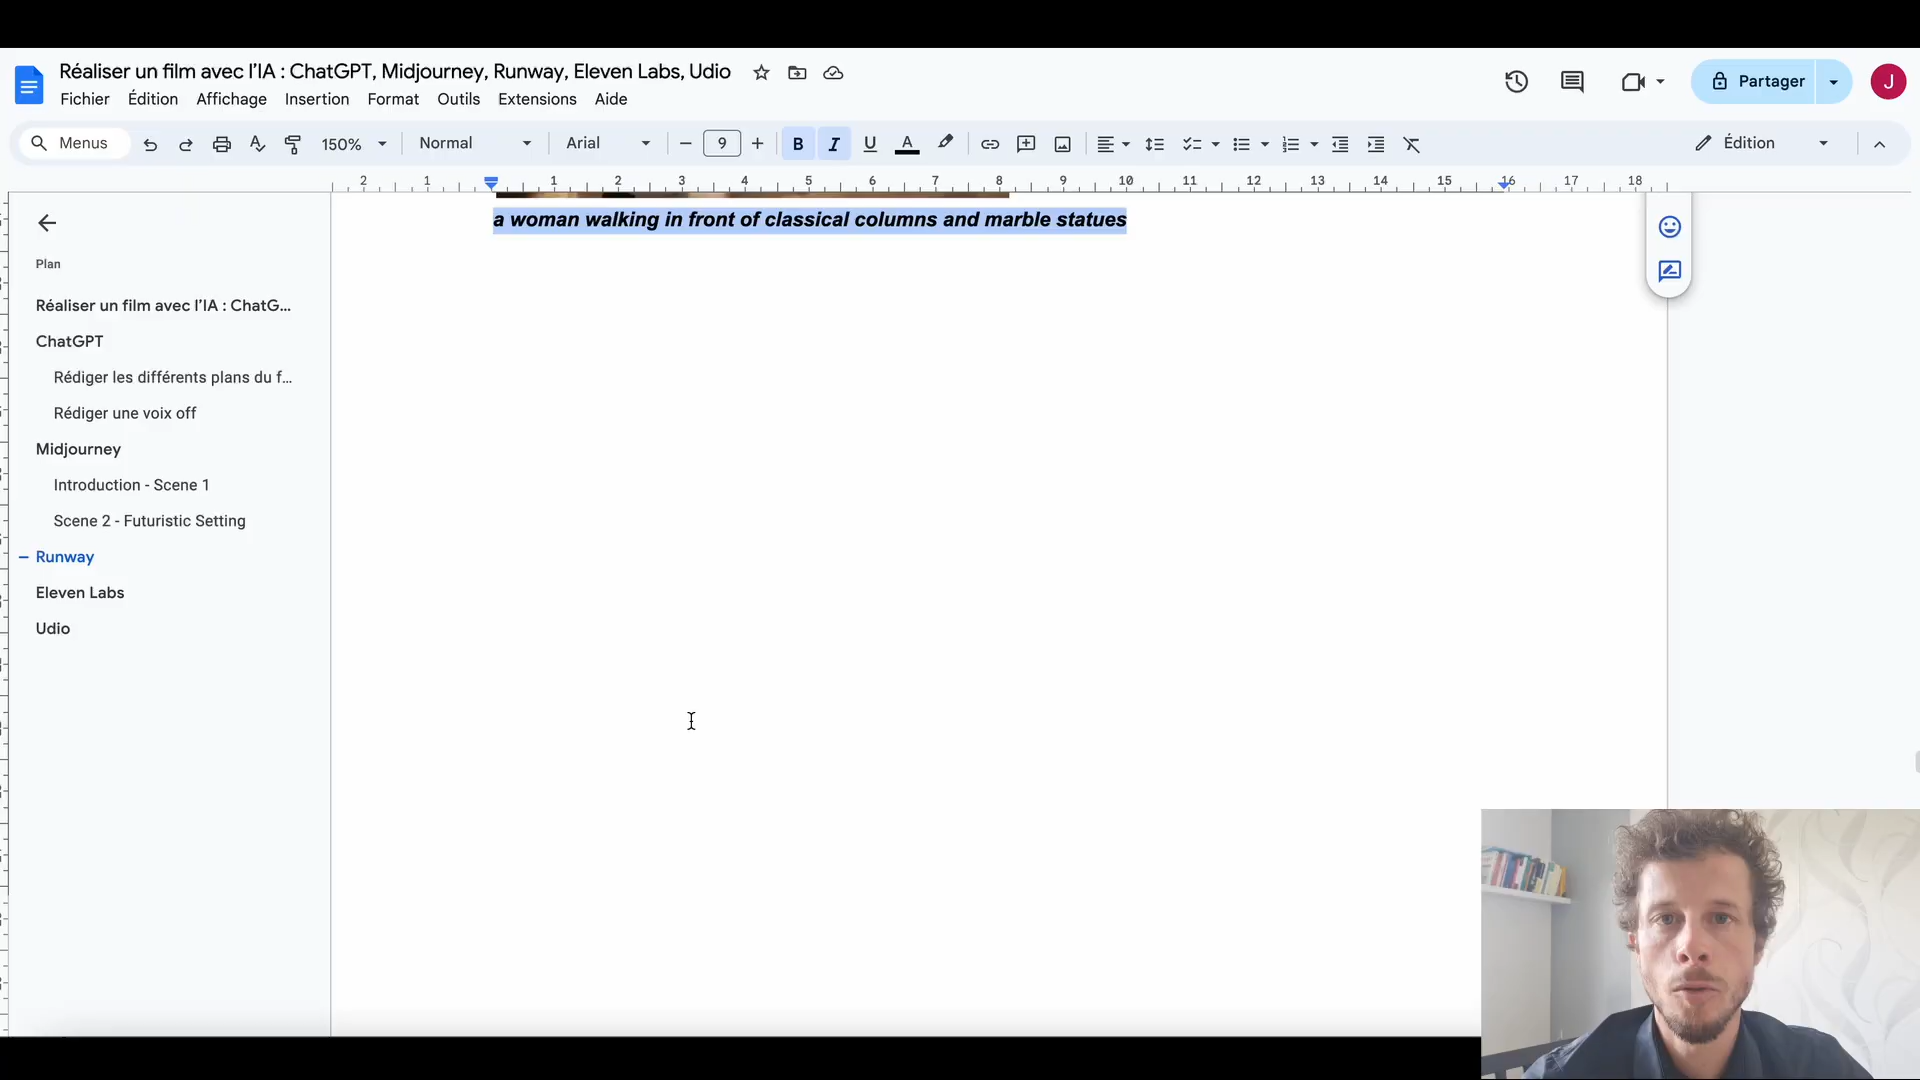 Réaliser un film avec l’IA : ChatGPT, Midjourney, Runway, Eleven Labs, Udio
Fichier Édition Affichage Insertion Format Outils Extensions Aide
Partager
J
Menus 150% Normal Arial 9 B I U A Édition
2 1 1 2 3 4 5 6 7 8 9 10 11 12 13 14 15 16 17 18
a woman walking in front of classical columns and marble statues
Plan
Réaliser un film avec l’IA : ChatG...
ChatGPT
Rédiger les différents plans du f...
Rédiger une voix off
Midjourney
Introduction - Scene 1
Scene 2 - Futuristic Setting
Runway
Eleven Labs
Udio